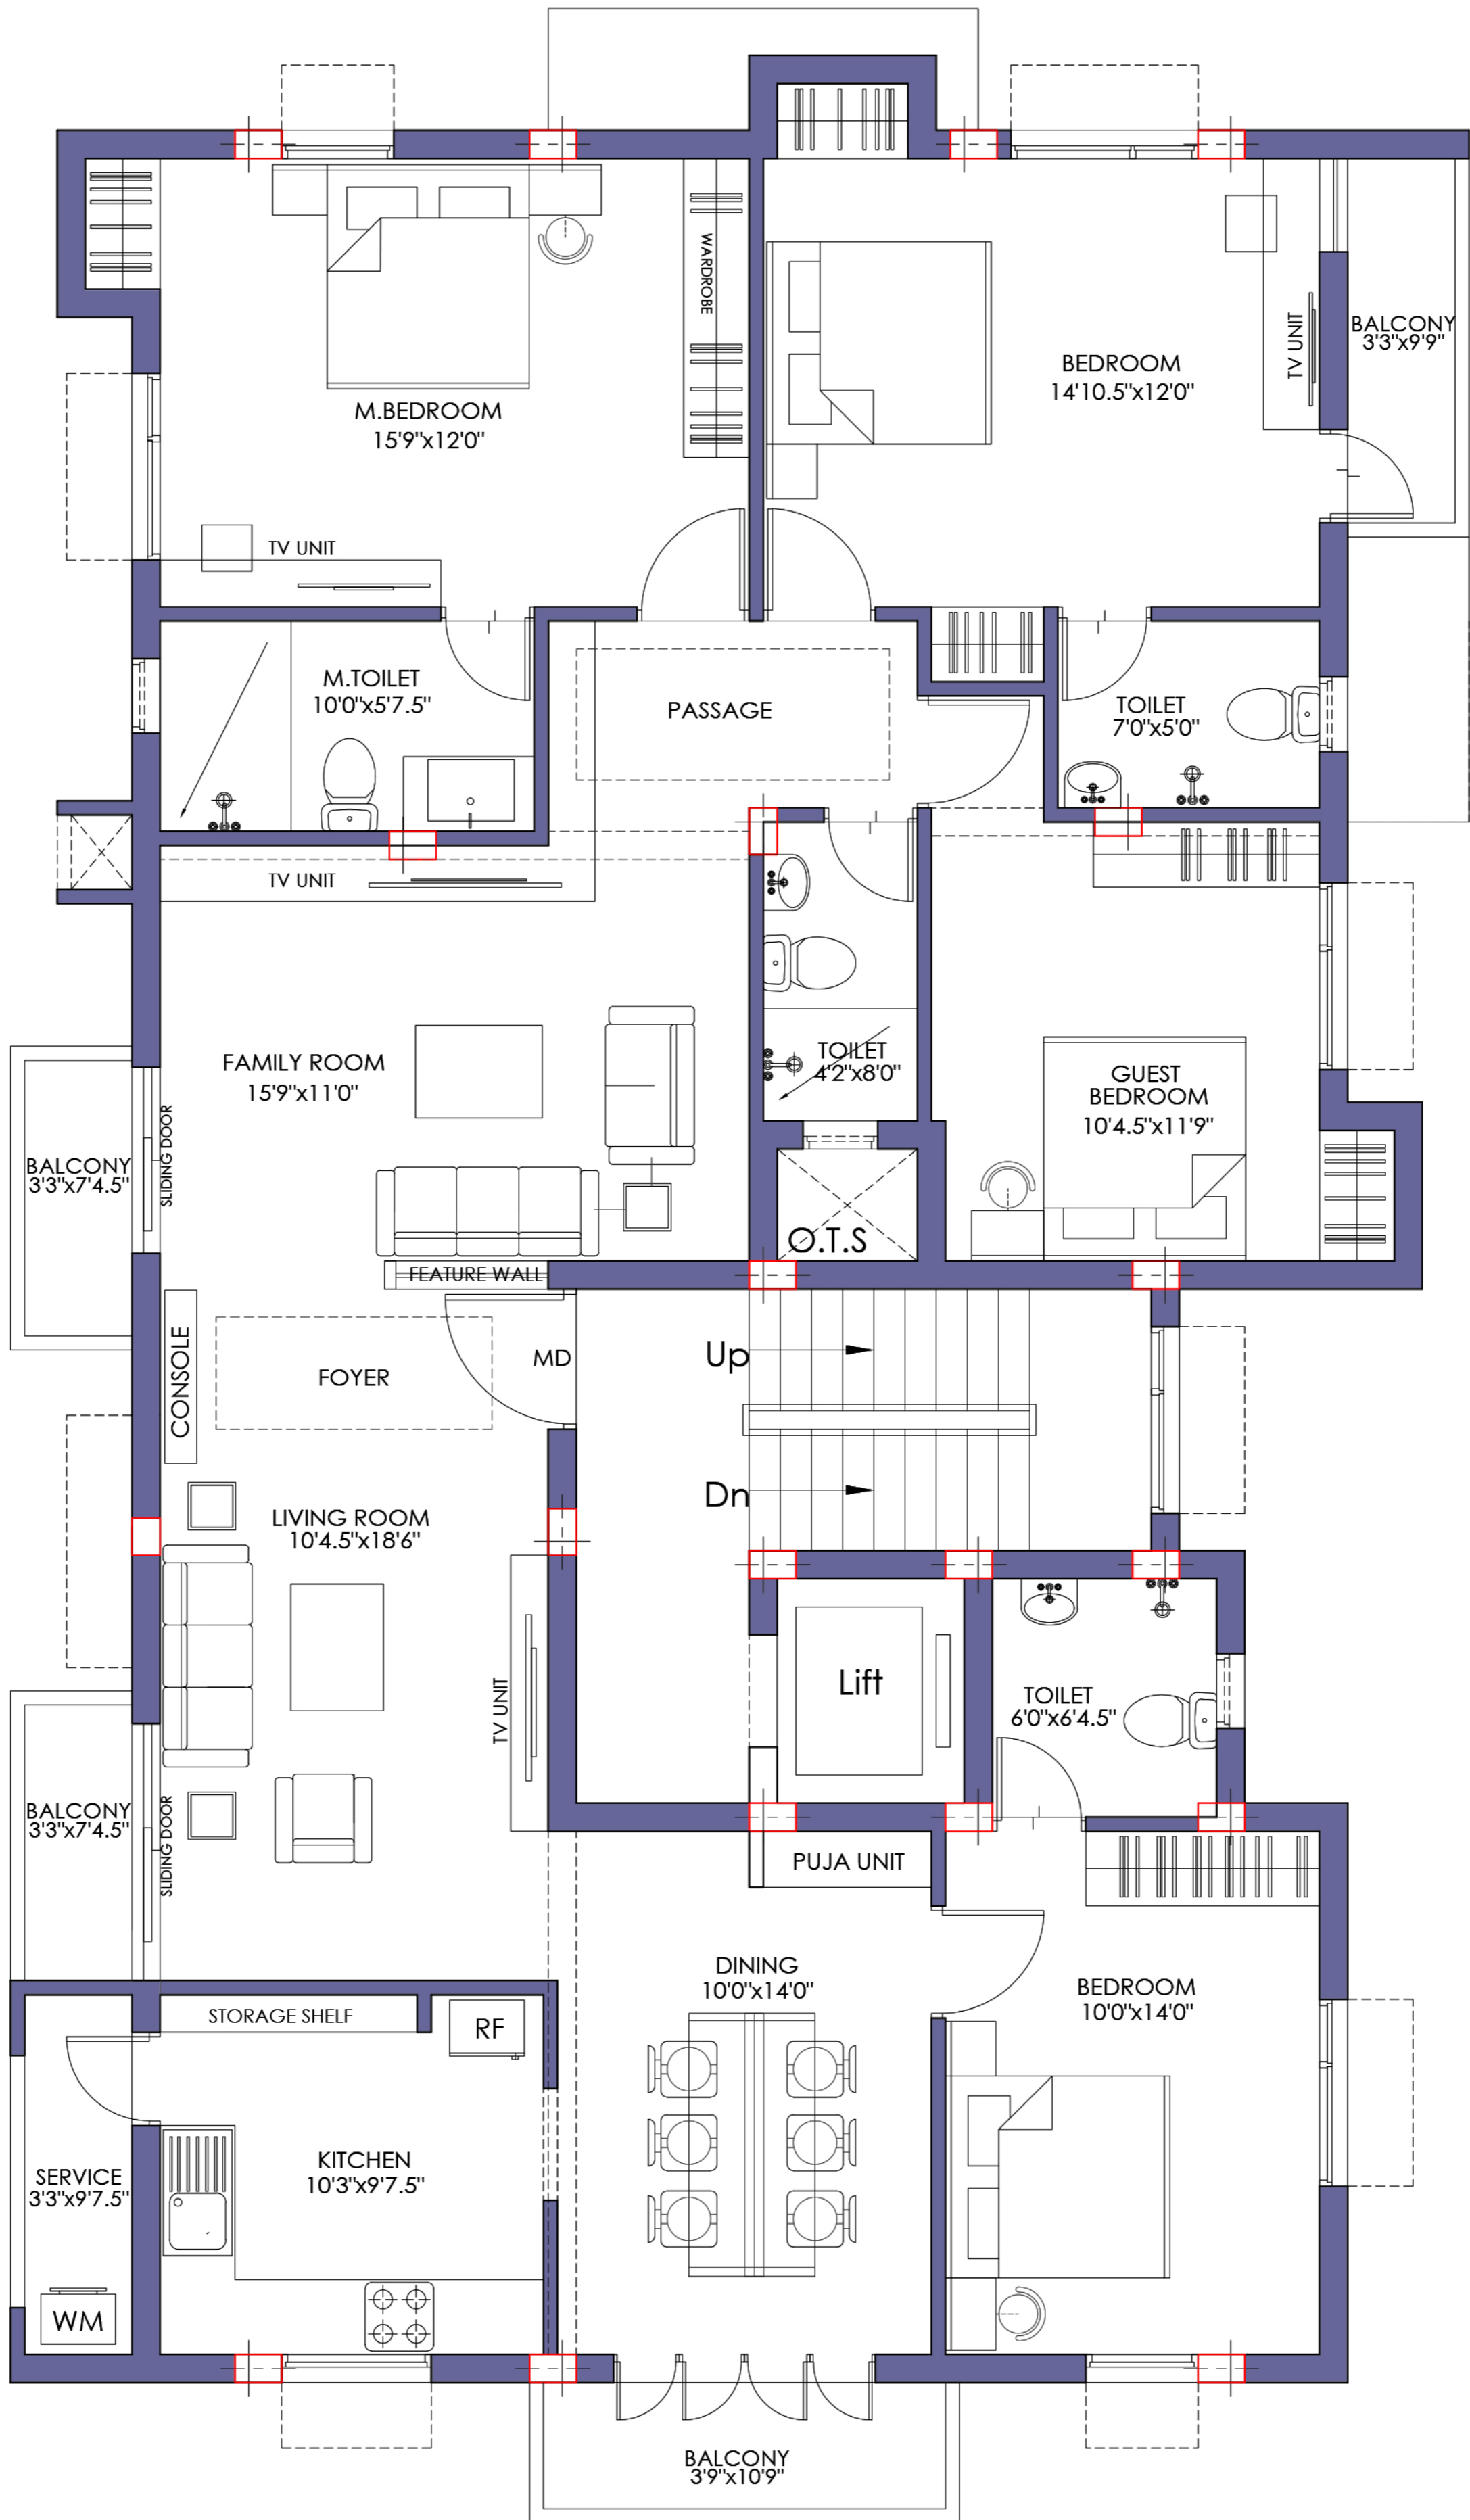 WARDROBE
BALCONY
3'3"x9'9"
TV UNIT
BEDROOM
14'10.5"x12'0"
M.BEDROOM
15'9"x12'0"
TV UNIT
M.TOILET
10'0"x5'7.5"
PASSAGE
TOILET
7'0"x5'0"
TV UNIT
FAMILY ROOM
15'9"x11'0"
TOILET
4'2"x8'0"
GUEST
BEDROOM
10'4.5"x11'9"
BALCONY
3'3"x7'4.5"
SLIDING DOOR
O.T.S
FEATURE WALL
CONSOLE
FOYER
MD
Up
Dn
LIVING ROOM
10'4.5"x18'6"
TV UNIT
Lift
TOILET
6'0"x6'4.5"
BALCONY
3'3"x7'4.5"
SLIDING DOOR
PUJA UNIT
DINING
10'0"x14'0"
BEDROOM
10'0"x14'0"
STORAGE SHELF
RF
KITCHEN
10'3"x9'7.5"
SERVICE
3'3"x9'7.5"
WM
BALCONY
3'9"x10'9"